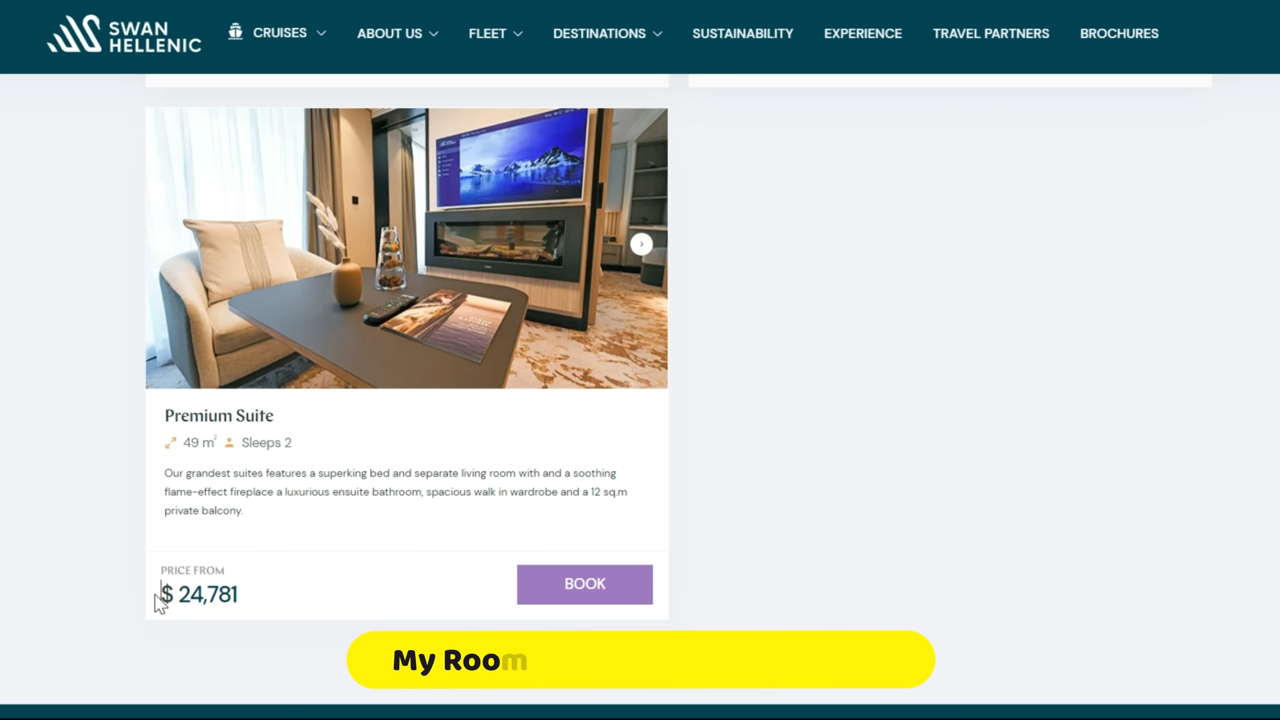 SWAN
HELLENIC
CRUISES
ABOUT US
FLEET
DESTINATIONS
SUSTAINABILITY
EXPERIENCE
TRAVEL PARTNERS
BROCHURES
Premium Suite
49 m²
Sleeps 2
Our grandest suites features a superking bed and separate living room with and a soothing
flame-effect fireplace a luxurious ensuite bathroom, spacious walk in wardrobe and a 12 sq.m
private balcony.
PRICE FROM
$ 24,781
BOOK
My Room